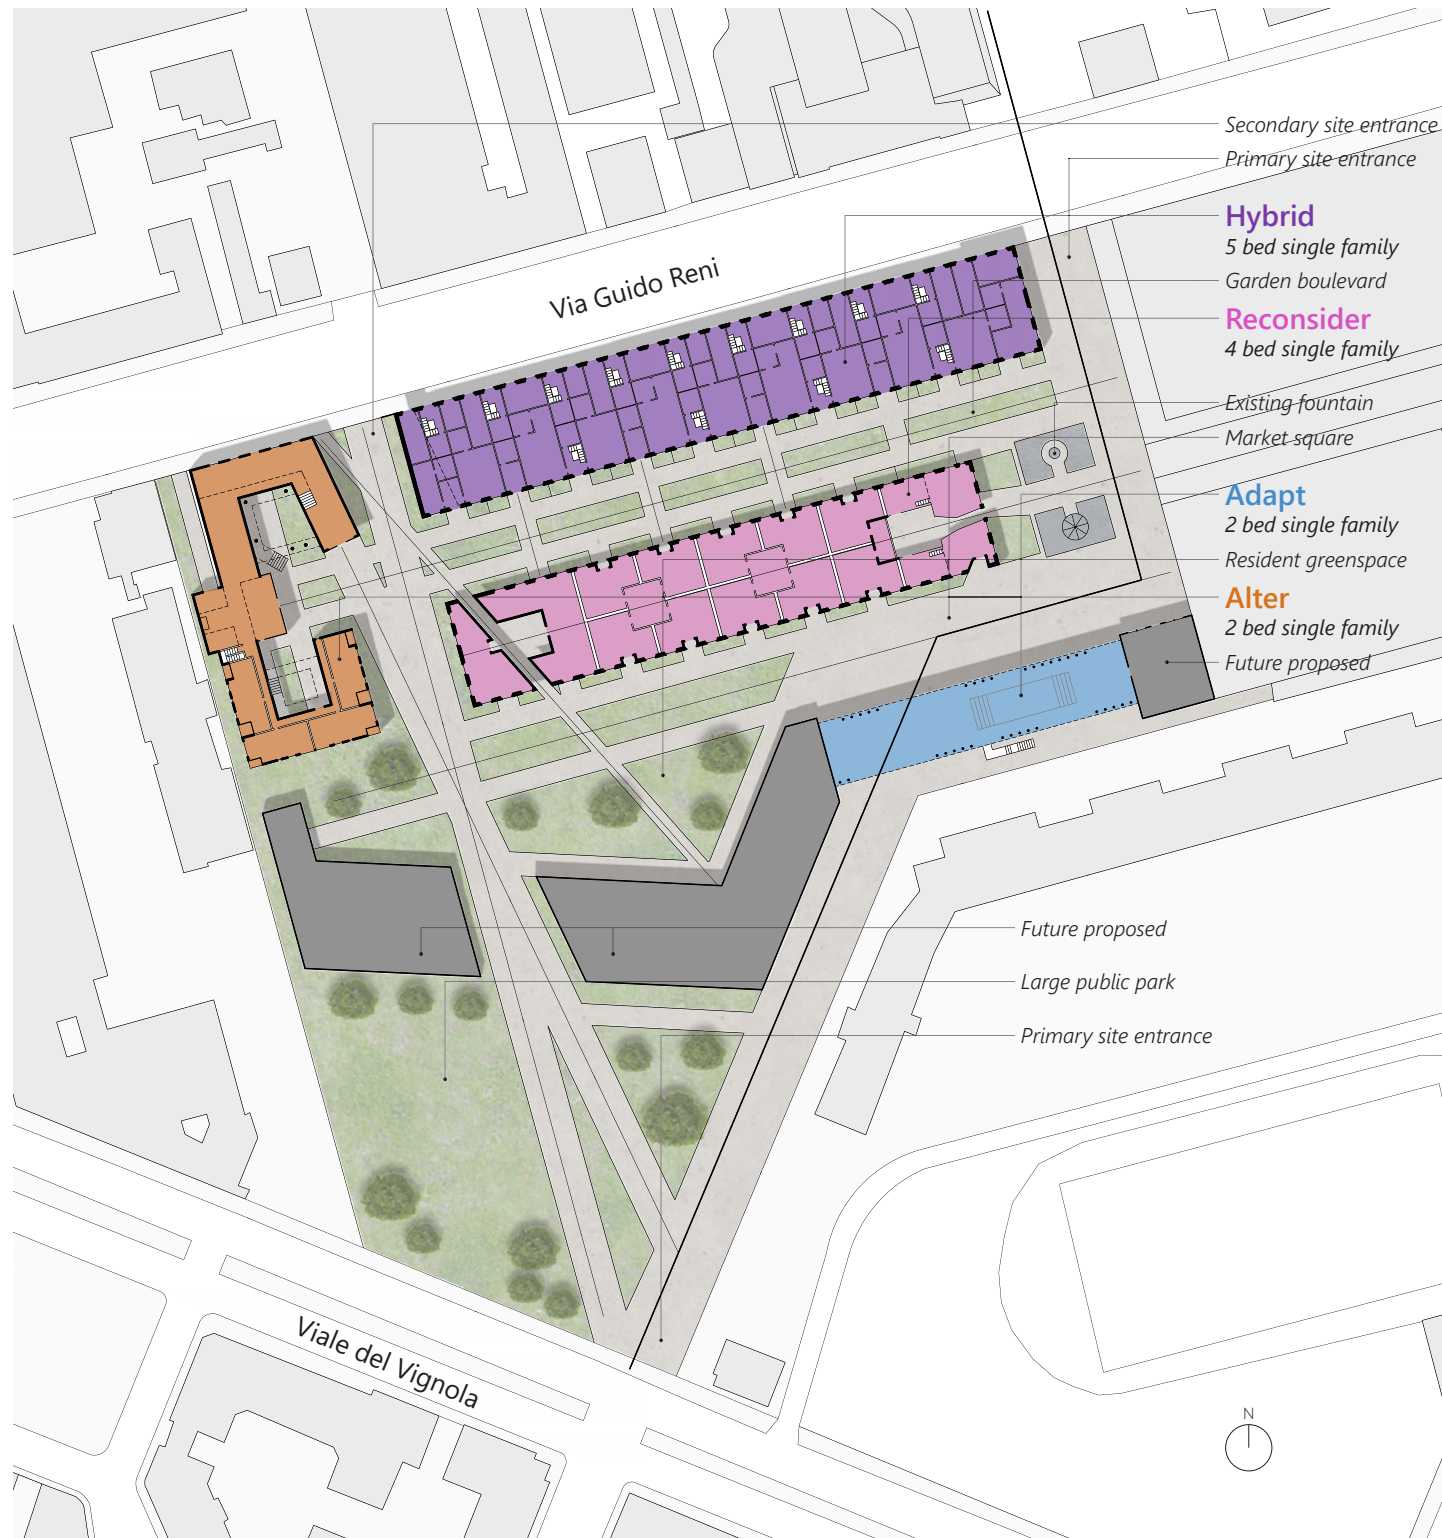 Secondary site entrance
Primary site entrance
Hybrid
5 bed single family
Via Guido Reni
Garden boulevard
Reconsider
4 bed single family
Existing fountain
Market square
Adapt
2 bed single family
Resident greenspace
Alter
2 bed single family
Future proposed
Future proposed
Large public park
Primary site entrance
Viale del Vignola
N